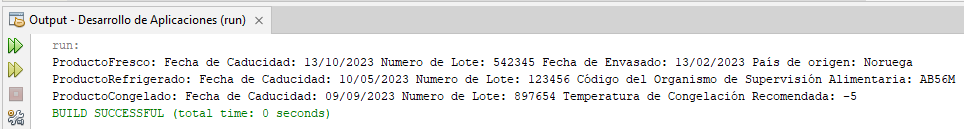 Output - Desarrollo de Aplicaciones (run) ×
run:
ProductoFresco: Fecha de Caducidad: 13/10/2023 Numero de Lote: 542345 Fecha de Envasado: 13/02/2023 Pais de origen: Noruega
ProductoRefrigerado: Fecha de Caducidad: 10/05/2023 Numero de Lote: 123456 Código del Organismo de Supervisión Alimentaria: AB56M
ProductoCongelado: Fecha de Caducidad: 09/09/2023 Numero de Lote: 897654 Temperatura de Congelación Recomendada: -5
BUILD SUCCESSFUL (total time: 0 seconds)